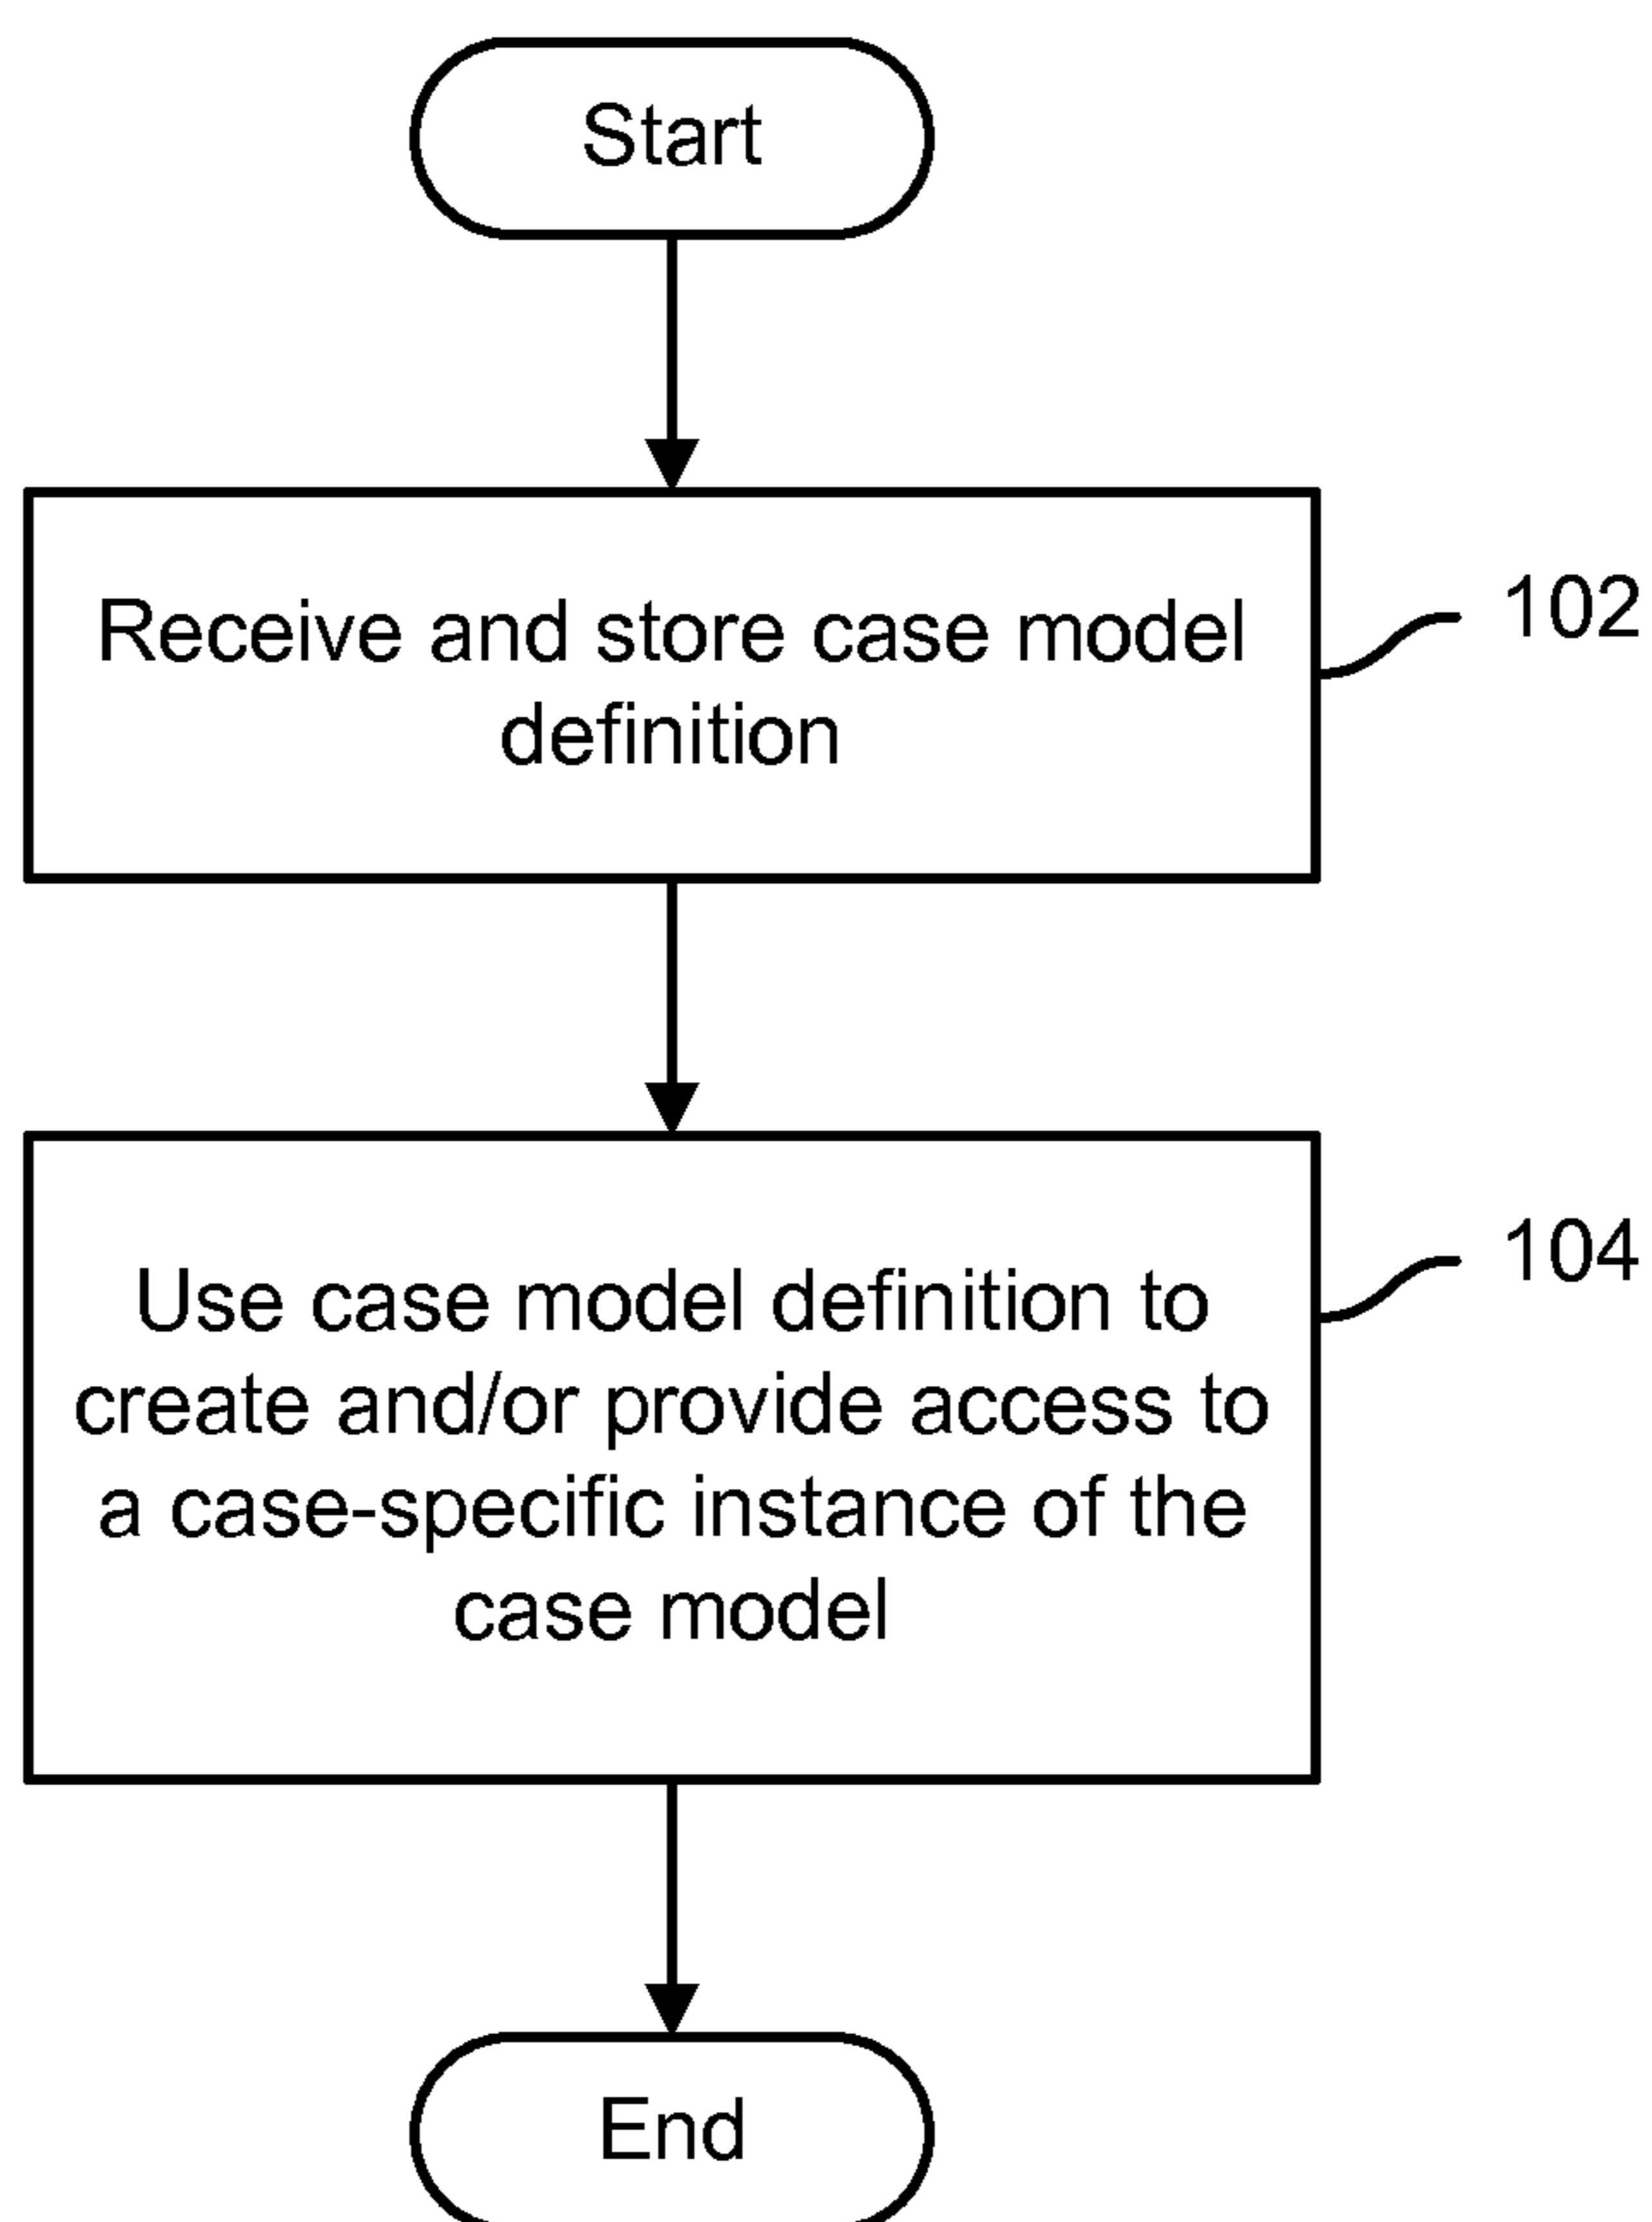 Start
Receive and store case model
definition
102
Use case model definition to
create and/or provide access to
a case-specific instance of the
case model
104
End